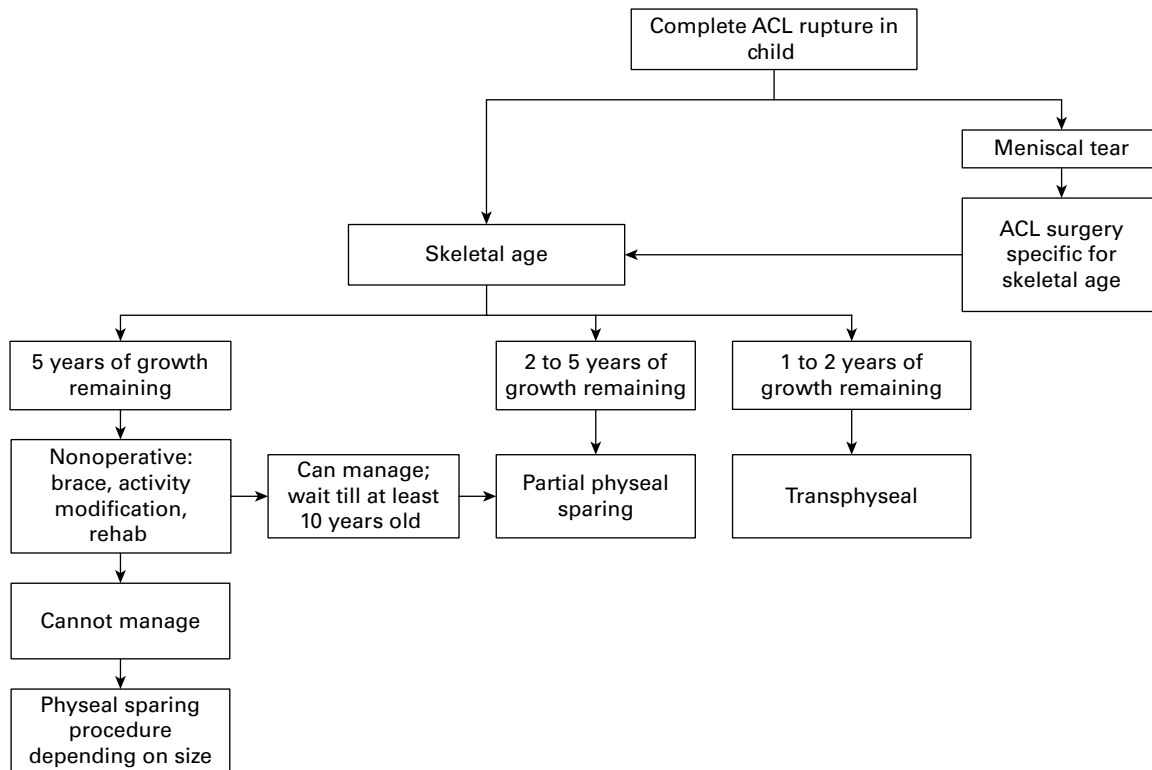 Complete ACL rupture in
child
Meniscal tear
ACL surgery
specific for
skeletal age
Skeletal age
5 years of growth
remaining
2 to 5 years of
growth remaining
1 to 2 years of
growth remaining
Nonoperative:
brace, activity
modification,
rehab
Can manage;
wait till at least
10 years old
Partial physeal
sparing
Transphyseal
Cannot manage
Physeal sparing
procedure
depending on size